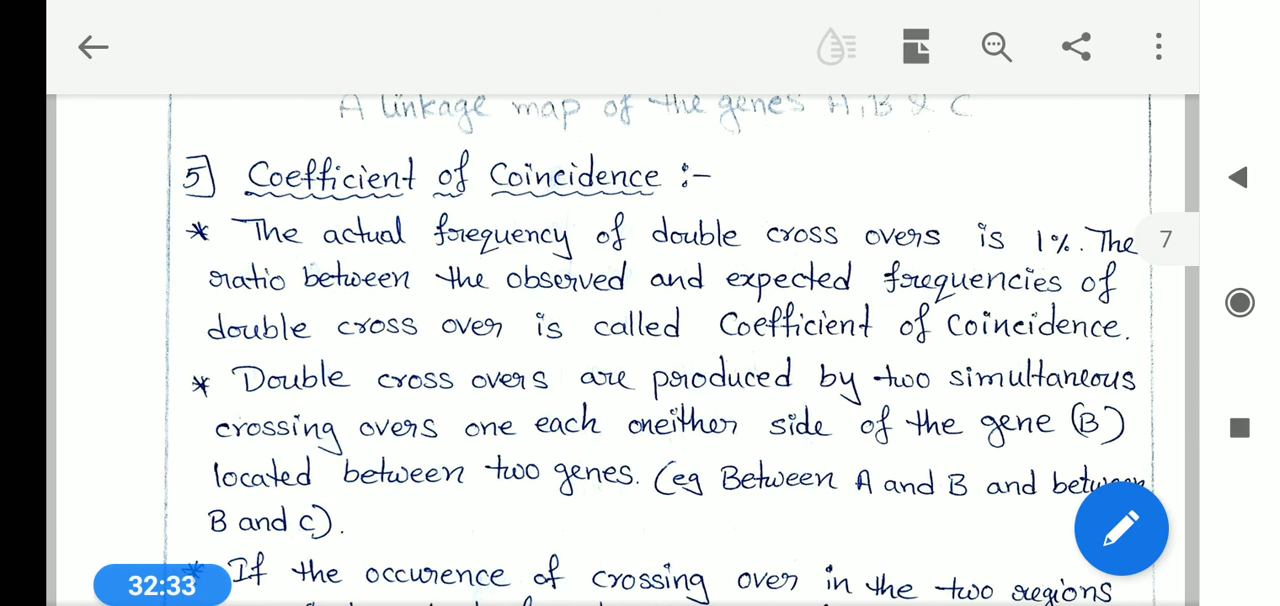 A linkage map of the genes A, B & C
5] Coefficient of Coincidence :-
* The actual frequency of double cross overs is 1%. The
7
ratio between the observed and expected frequencies of
double cross over is called Coefficient of Coincidence.
* Double cross overs are produced by two simultaneous
crossing overs one each oneither side of the gene (B)
located between two genes. (eg Between A and B and between
B and C).
* If the occurence of crossing over in the two regions
32:33